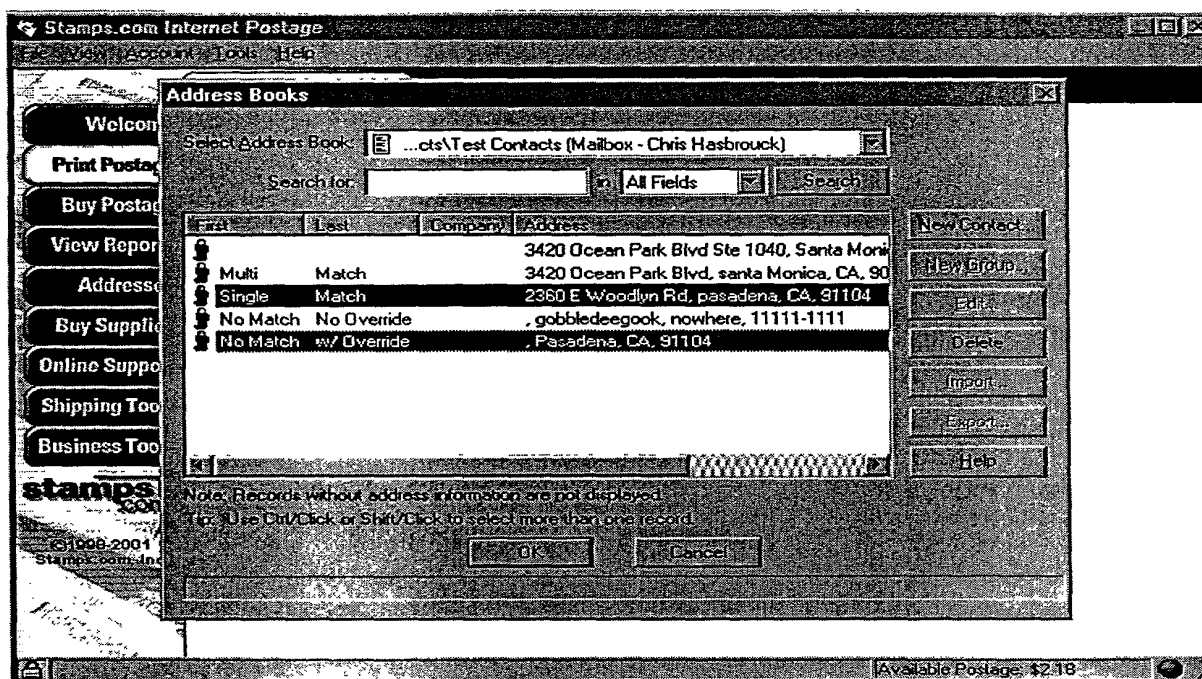 Stamps.com Internet Postage
File View Account Tools Help
Address Books
Select Address Book: ...cts\Test Contacts (Mailbox - Chris Hasbrouck)
Search for: in All Fields Search
First Last Company Address
3420 Ocean Park Blvd Ste 1040, Santa Moni
Multi Match 3420 Ocean Park Blvd, santa Monica, CA, 90
Single Match 2360 E Woodlyn Rd, pasadena, CA, 91104
No Match No Override , gobbledeegook, nowhere, 11111-1111
No Match w/ Override , Pasadena, CA, 91104
New Contact...
New Group...
Edit...
Delete
Import...
Export...
Help
Note: Records without address information are not displayed.
Tip: Use Ctrl/Click or Shift/Click to select more than one record.
OK Cancel
Welcom
Print Postag
Buy Postag
View Repor
Addresse
Buy Supplie
Online Suppo
Shipping Too
Business Too
stamps.
com
©1998-2001
Stamps.com, Inc
Available Postage: $2.18